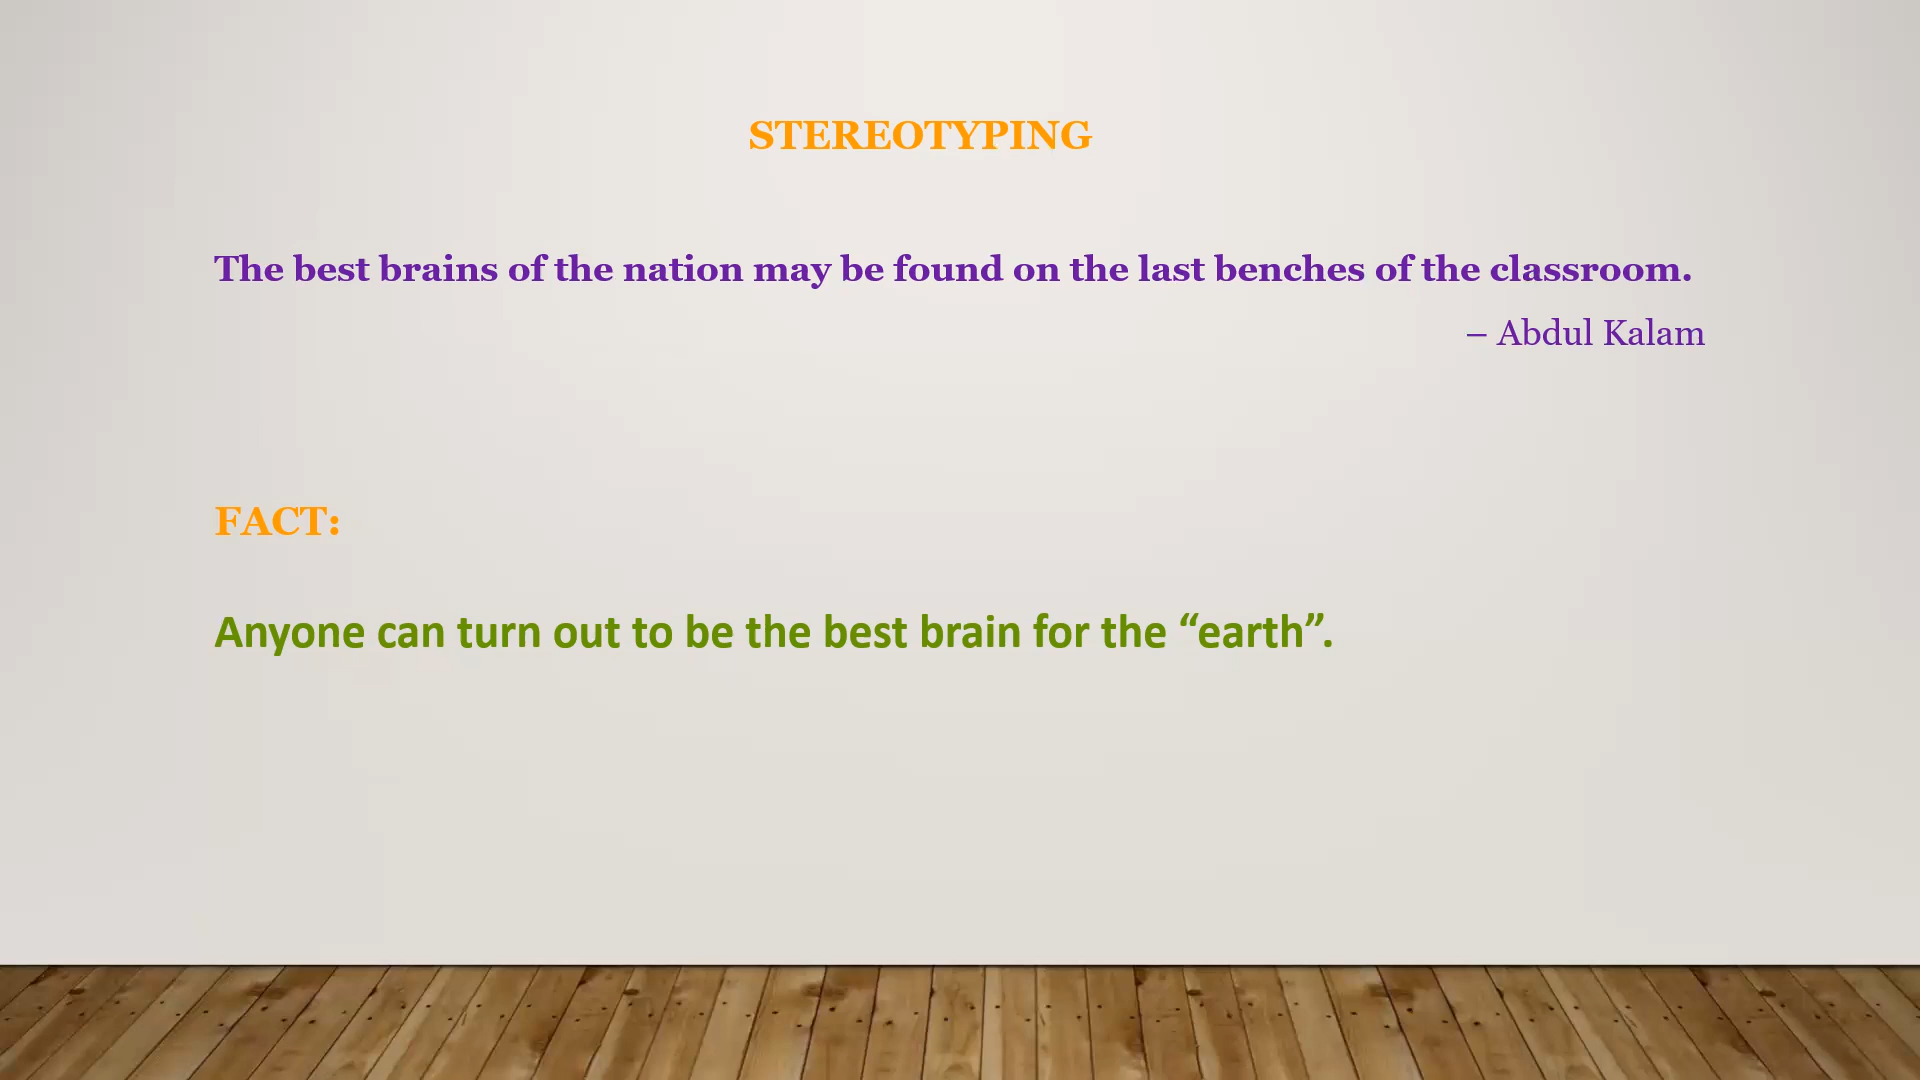 STEREOTYPING
The best brains of the nation may be found on the last benches of the classroom.
– Abdul Kalam
FACT:
Anyone can turn out to be the best brain for the “earth”.